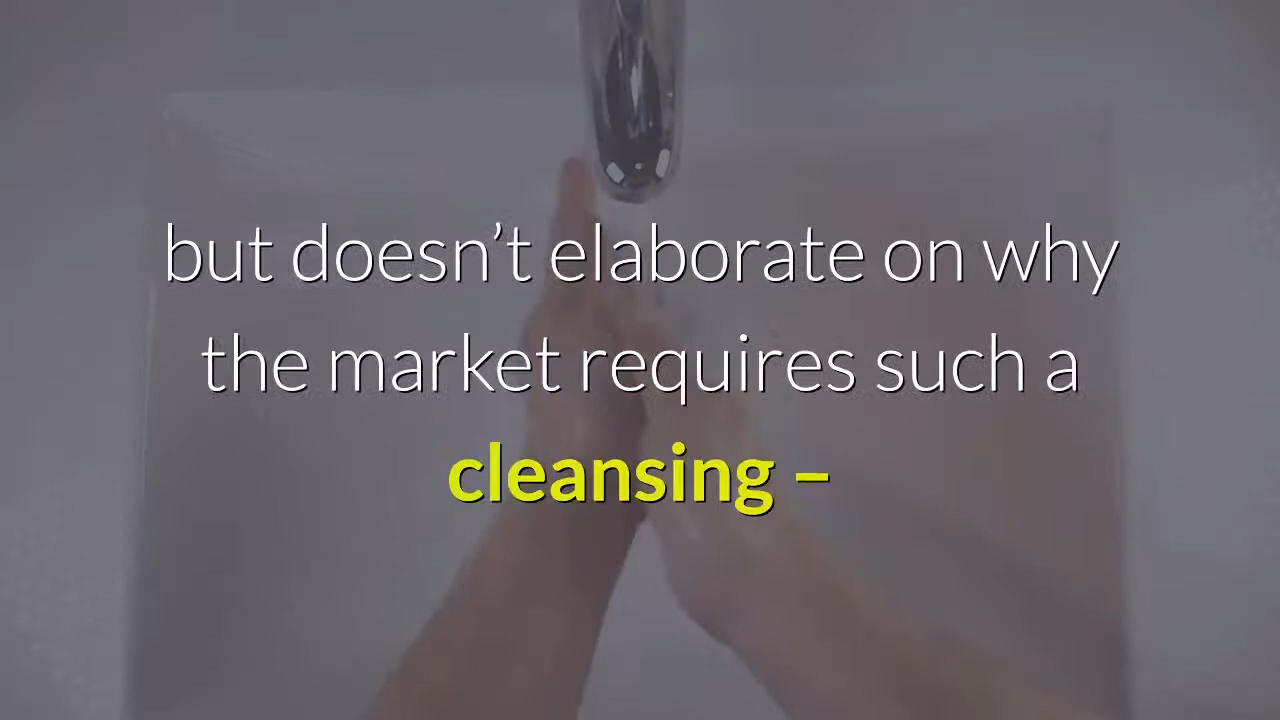 but doesn’t elaborate on why
the market requires such a
cleansing –